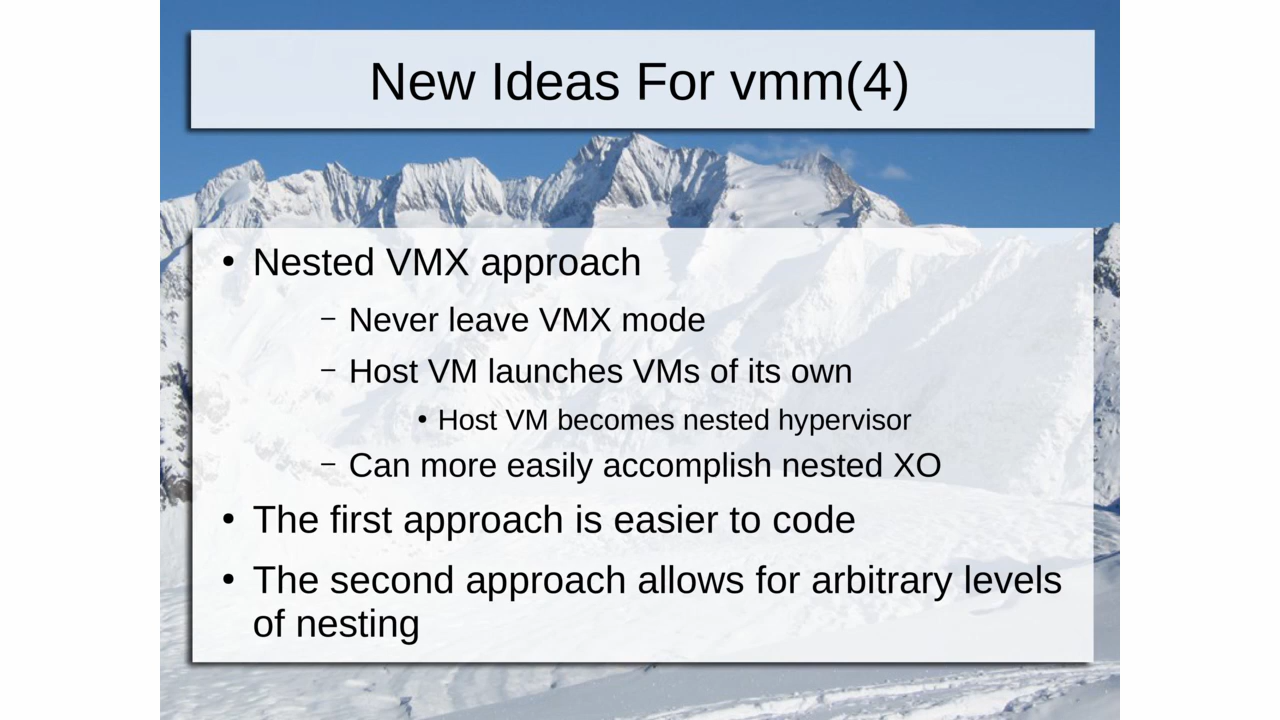 New Ideas For vmm(4)
• Nested VMX approach
– Never leave VMX mode
– Host VM launches VMs of its own
• Host VM becomes nested hypervisor
– Can more easily accomplish nested XO
• The first approach is easier to code
• The second approach allows for arbitrary levels
of nesting